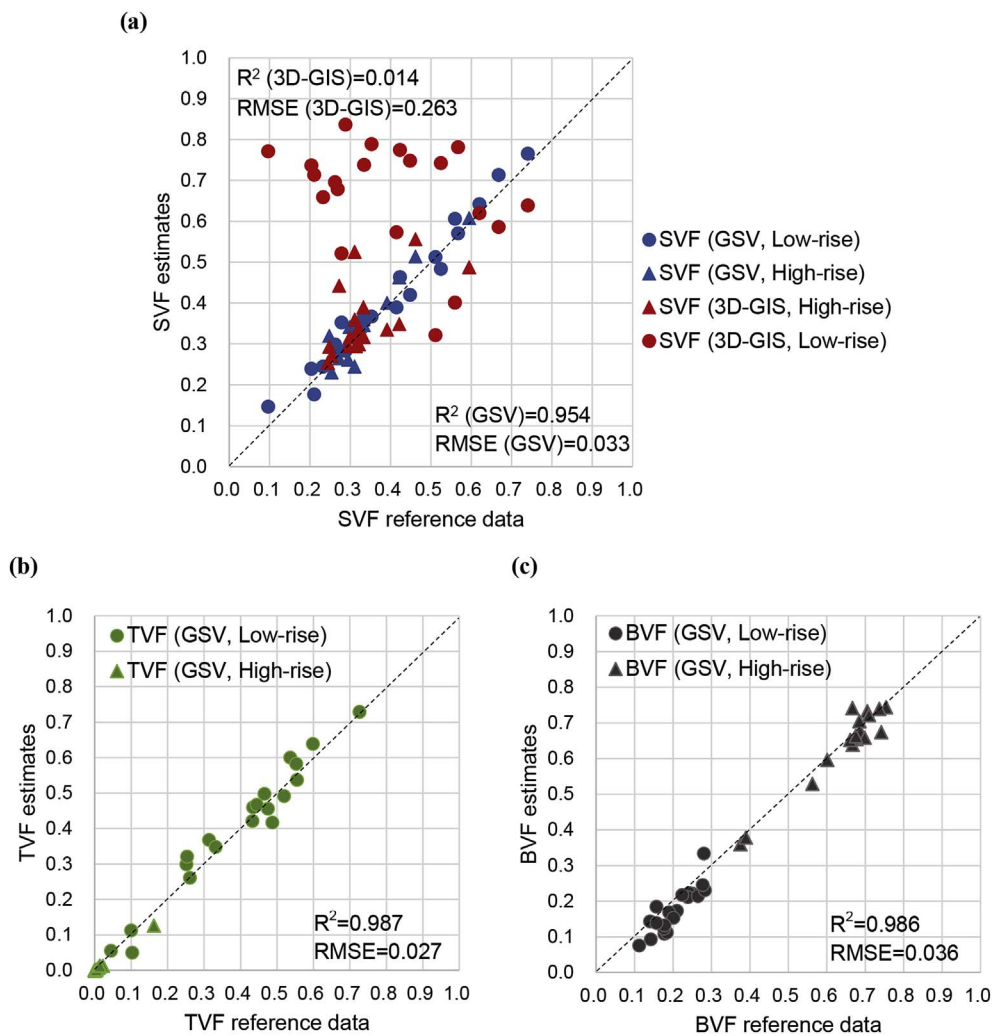 (a)
1.0
0.9
0.8
0.7
0.6
0.5
0.4
0.3
0.2
0.1
0.0
SVF estimates
R² (3D-GIS)=0.014
RMSE (3D-GIS)=0.263
R² (GSV)=0.954
RMSE (GSV)=0.033
0.0 0.1 0.2 0.3 0.4 0.5 0.6 0.7 0.8 0.9 1.0
SVF reference data
SVF (GSV, Low-rise)
SVF (GSV, High-rise)
SVF (3D-GIS, High-rise)
SVF (3D-GIS, Low-rise)
(b)
1.0
0.9
0.8
0.7
0.6
0.5
0.4
0.3
0.2
0.1
0.0
TVF estimates
TVF (GSV, Low-rise)
TVF (GSV, High-rise)
R²=0.987
RMSE=0.027
0.0 0.1 0.2 0.3 0.4 0.5 0.6 0.7 0.8 0.9 1.0
TVF reference data
(c)
1.0
0.9
0.8
0.7
0.6
0.5
0.4
0.3
0.2
0.1
0.0
BVF estimates
BVF (GSV, Low-rise)
BVF (GSV, High-rise)
R²=0.986
RMSE=0.036
0.0 0.1 0.2 0.3 0.4 0.5 0.6 0.7 0.8 0.9 1.0
BVF reference data